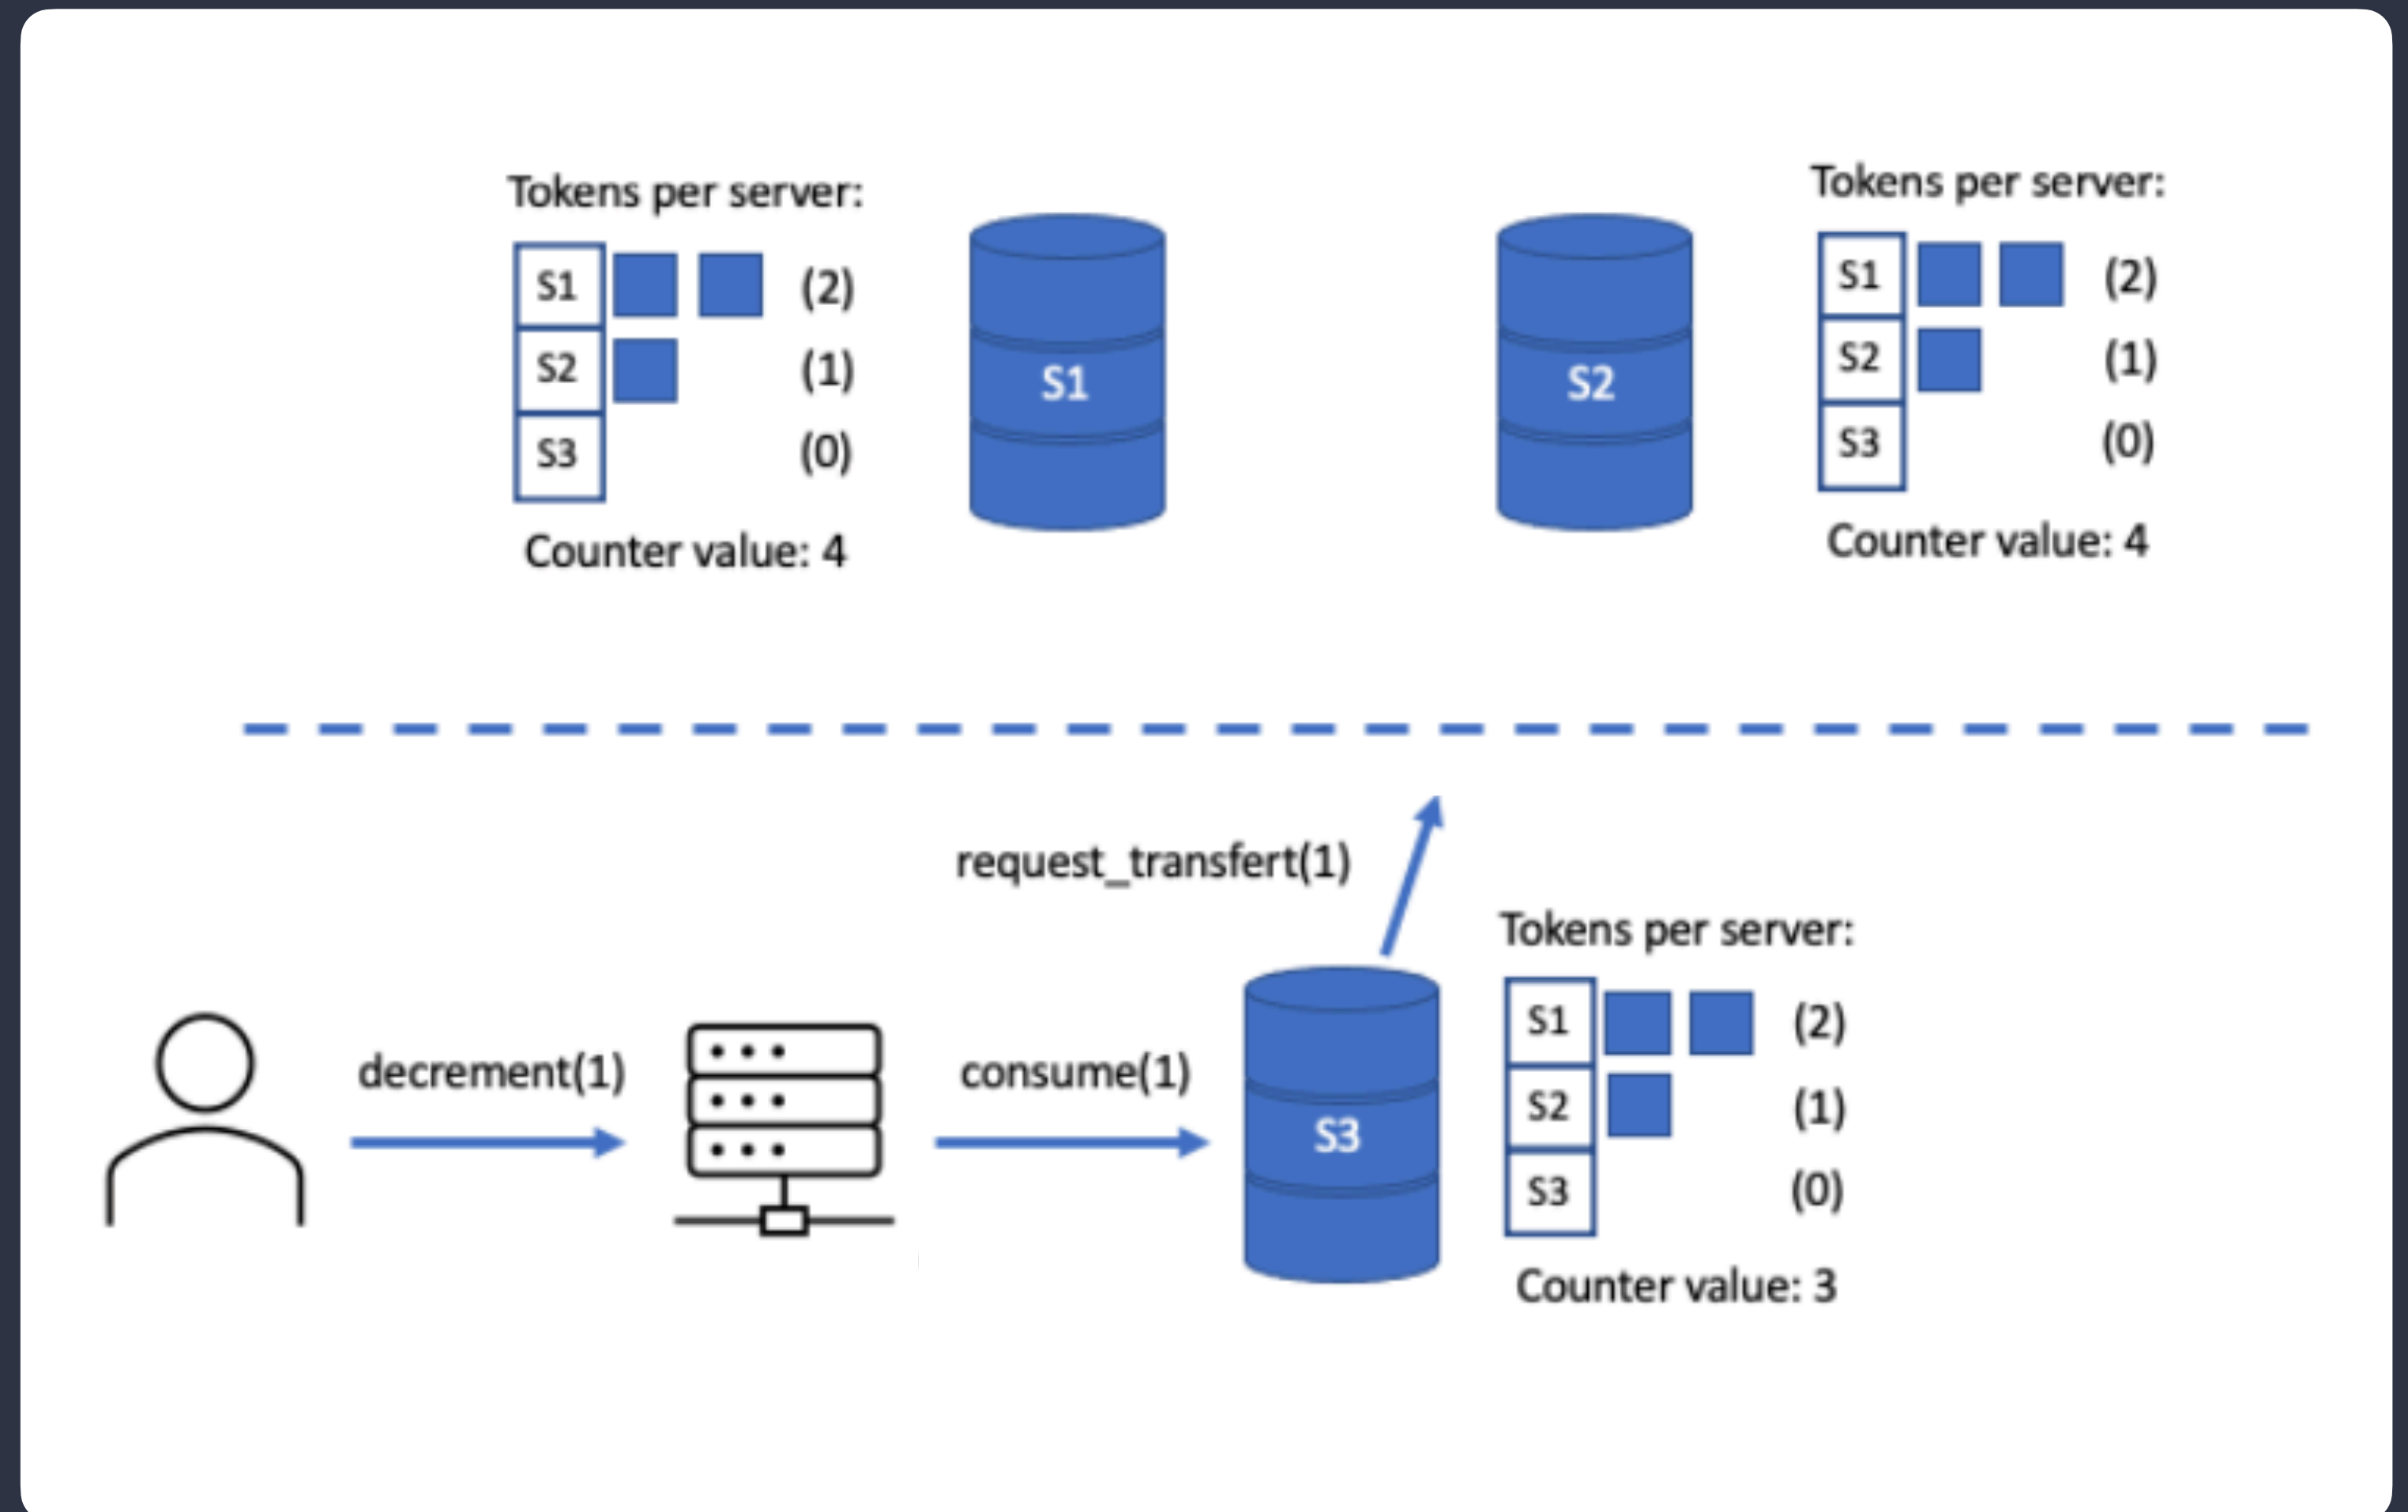 Tokens per server:
S1 (2)
S2 (1)
S3 (0)
Counter value: 4
S1
S2
Tokens per server:
S1 (2)
S2 (1)
S3 (0)
Counter value: 4
request_transfert(1)
decrement(1)
consume(1)
S3
Tokens per server:
S1 (2)
S2 (1)
S3 (0)
Counter value: 3